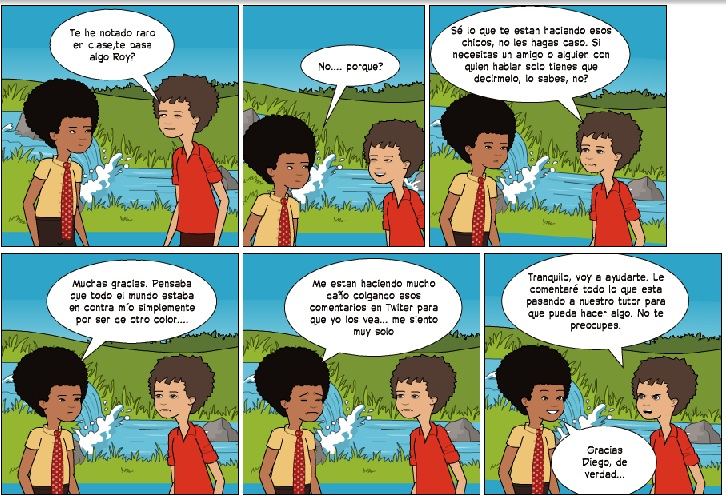 Te he notado raro
en clase,te pasa
algo Roy?
No.... porque?
Sé lo que te estan haciendo esos
chicos, no les hagas caso. Si
necesitas un amigo o alguien con
quien hablar solo tienes que
decirmelo, lo sabes, no?
Muchas gracias. Pensaba
que todo el mundo estaba
en contra m/o simplemente
por ser de otro color....
Me estan haciendo mucho
da%o colgando esos
comentarios en Twiter para
que yo los vea... me siento
muy solo
Tranquilo, voy a ayudarte. Le
comentaré todo lo que esta
pasando a nuestro tutor para
que pueda hacer algo. No te
preocupes.
Gracias
Diego, de
verdad...